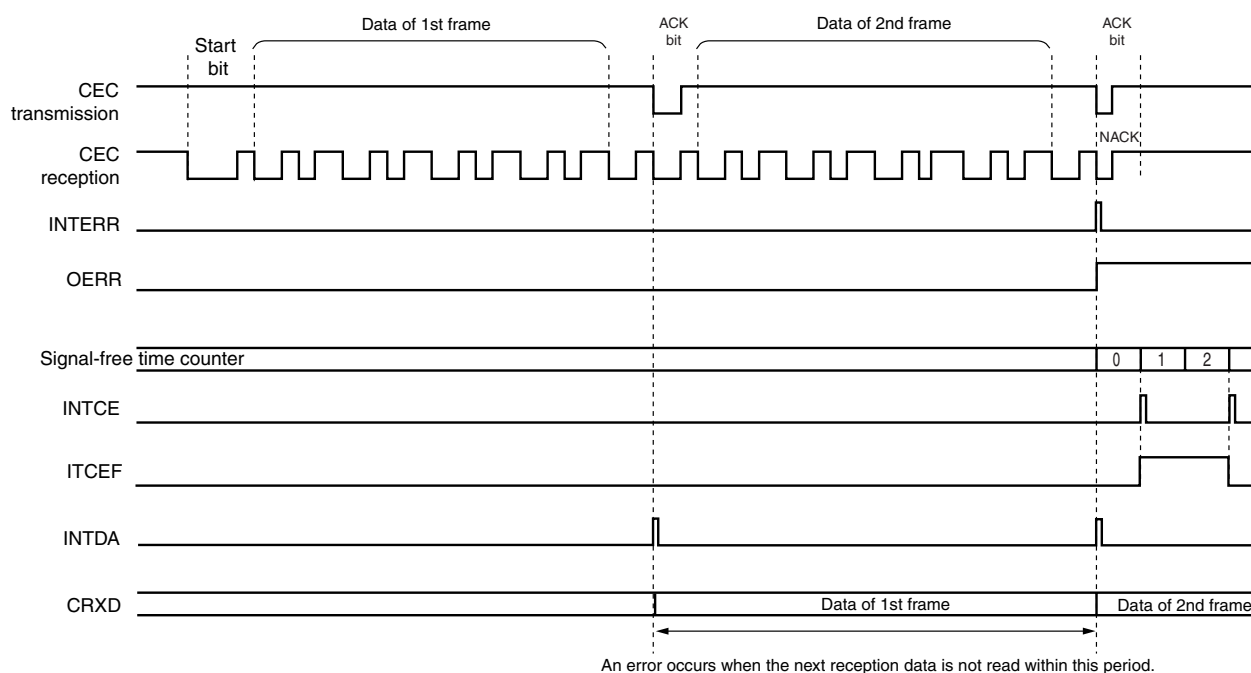 Data of 1st frame
ACK
bit
Data of 2nd frame
ACK
bit
Start
bit
CEC
transmission
NACK
CEC
reception
INTERR
OERR
Signal-free time counter
0
1
2
INTCE
ITCEF
INTDA
CRXD
Data of 1st frame
Data of 2nd frame
An error occurs when the next reception data is not read within this period.